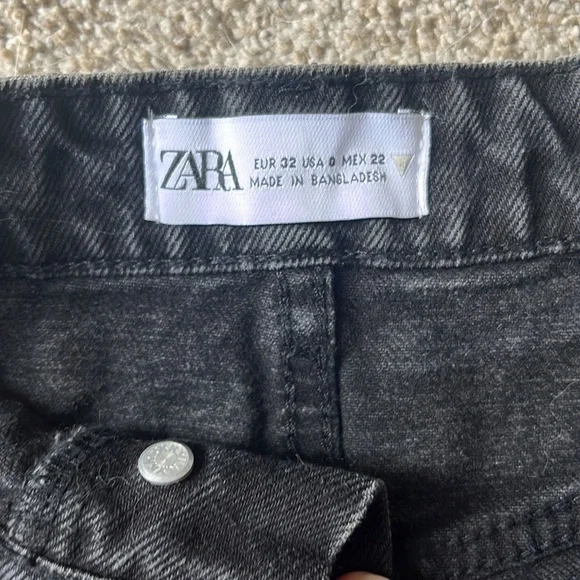 ZARA
EUR 32 USA 0 MEX 22
MADE IN BANGLADESH